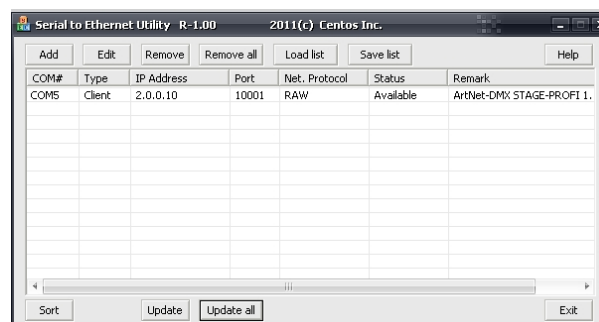 Serial to Ethernet Utility R-1.00 2011(c) Centos Inc.
Add Edit Remove Remove all Load list Save list Help
COM# Type IP Address Port Net. Protocol Status Remark
COM5 Client 2.0.0.10 10001 RAW Available ArtNet-DMX STAGE-PROFI 1.
Sort Update Update all Exit